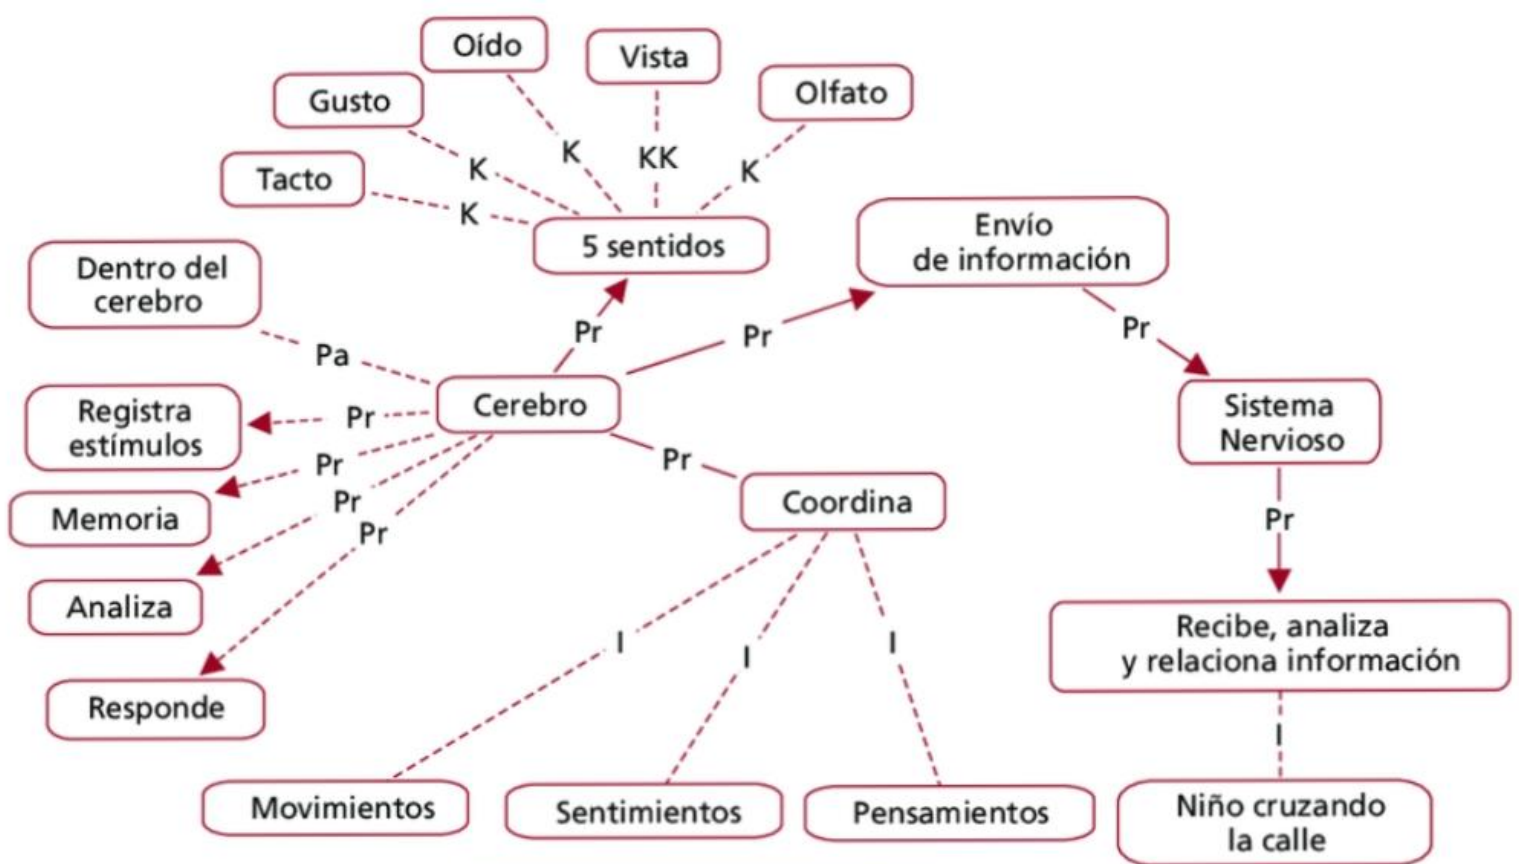 Oído
Vista
Olfato
Gusto
Tacto
K
K
KK
K
K
5 sentidos
Envío
de información
Dentro del
cerebro
Pa
Pr
Pr
Pr
Cerebro
Registra
estímulos
Pr
Sistema
Nervioso
Pr
Memoria
Pr
Analiza
Pr
Responde
Pr
Coordina
Pr
Recibe, analiza
y relaciona información
I
I
I
I
Movimientos
Sentimientos
Pensamientos
Niño cruzando
la calle